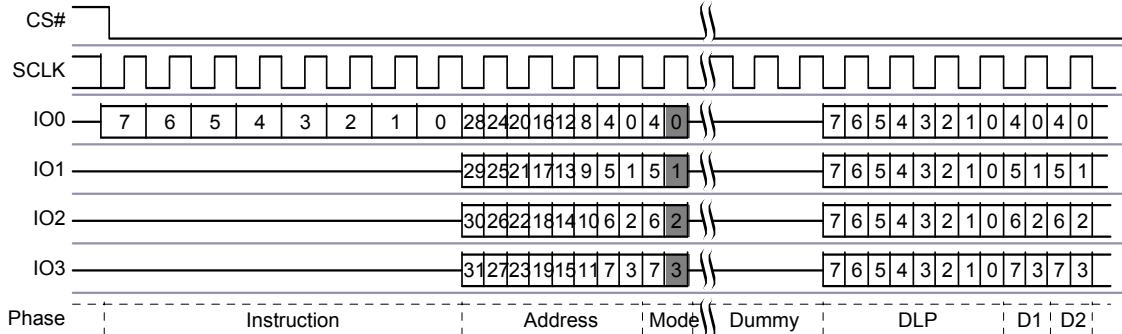 CS#
SCLK
IO0 7 6 5 4 3 2 1 0 28 24 20 16 12 8 4 0 4 0 7 6 5 4 3 2 1 0 4 0 4 0
IO1 29 25 21 17 13 9 5 1 5 1 7 6 5 4 3 2 1 0 5 1 5 1
IO2 30 26 22 18 14 10 6 2 6 2 7 6 5 4 3 2 1 0 6 2 6 2
IO3 31 27 23 19 15 11 7 3 7 3 7 6 5 4 3 2 1 0 7 3 7 3
Phase Instruction Address Mode Dummy DLP D1 D2